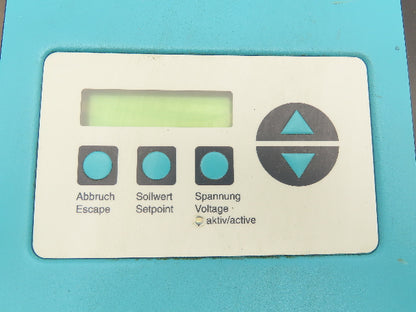 Abbruch
Escape
Sollwert
Setpoint
Spannung
Voltage
aktiv/active